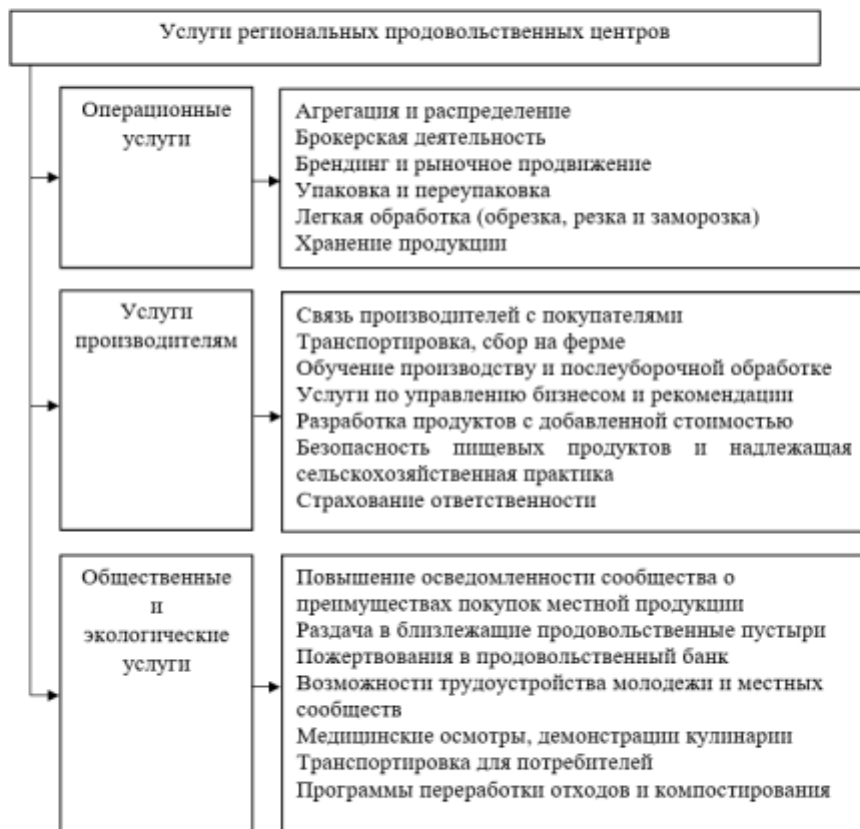 Услуги региональных продовольственных центров
Операционные
услуги
Агрегация и распределение
Брокерская деятельность
Брендинг и рыночное продвижение
Упаковка и переупаковка
Легкая обработка (обрезка, резка и заморозка)
Хранение продукции
Услуги
производителям
Связь производителей с покупателями
Транспортировка, сбор на ферме
Обучение производству и послеуборочной обработке
Услуги по управлению бизнесом и рекомендации
Разработка продуктов с добавленной стоимостью
Безопасность пищевых продуктов и надлежащая
сельскохозяйственная практика
Страхование ответственности
Общественные
и
экологические
услуги
Повышение осведомленности сообщества о
преимуществах покупок местной продукции
Раздача в близлежащие продовольственные пустыри
Пожертвования в продовольственный банк
Возможности трудоустройства молодежи и местных
сообществ
Медицинские осмотры, демонстрации кулинарии
Транспортировка для потребителей
Программы переработки отходов и компостирования